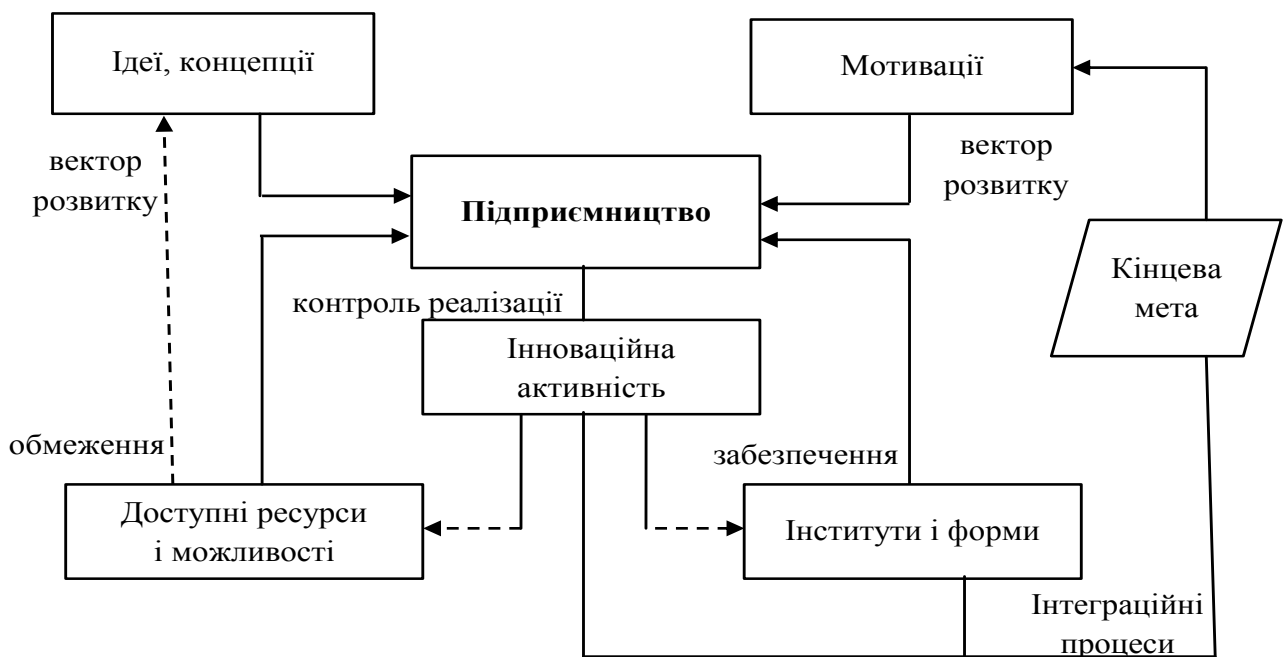 Ідеї, концепції
Мотивації
вектор
розвитку
вектор
розвитку
Підприємництво
Кінцева
мета
контроль реалізації
Інноваційна
активність
обмеження
забезпечення
Доступні ресурси
і можливості
Інститути і форми
Інтеграційні
процеси